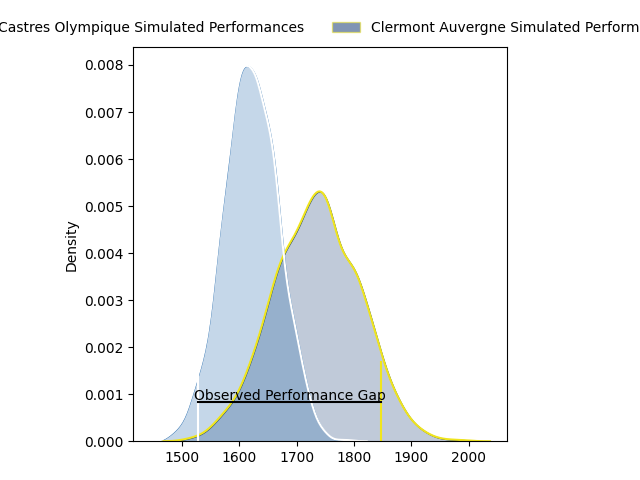 Castres Olympique Simulated Performances
Clermont Auvergne Simulated Perform
0.008
0.007
0.006
0.005
0.004
0.003
0.002
0.001
0.000
Density
Observed Performance Gap
1500 1600 1700 1800 1900 2000